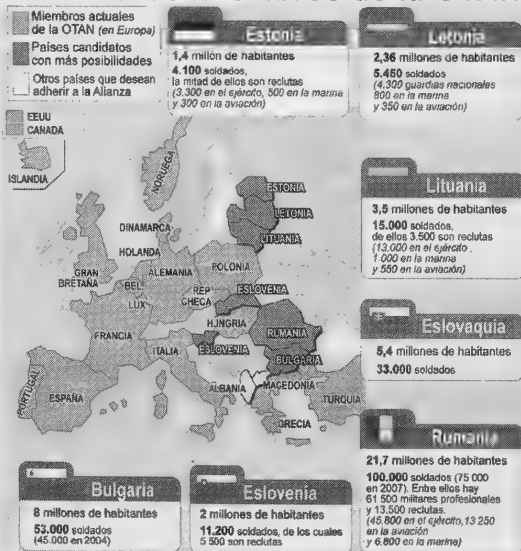 Miembros actuales
de la OTAN (en Europa)
Países candidatos
con más posibilidades
Otros países que desean
adherir a la Alianza
EEUU
CANADA
ISLANDIA
Estonia
1,4 millón de habitantes
4.100 soldados,
la mitad de ellos son reclutas
(3.300 en el ejército, 500 en la marina
y 300 en la aviación)
Letonia
2,36 millones de habitantes
5.450 soldados
(4.300 guardias nacionales
800 en la marina
y 350 en la aviación)
Lituania
3,5 millones de habitantes
15.000 soldados,
de ellos 3.500 son reclutas
(13.000 en el ejército,
1.000 en la marina
y 550 en la aviación)
Eslovaquia
5,4 millones de habitantes
33.000 soldados
Rumania
21,7 millones de habitantes
100.000 soldados (75 000
en 2007). Entre ellos hay
61 500 militares profesionales
y 13.500 reclutas.
(45.800 en el ejército, 13 250
en la aviación
y 6.800 en la marina)
Bulgaria
8 millones de habitantes
53.000 soldados
(45.000 en 2004)
Eslovenia
2 millones de habitantes
11.200 soldados, de los cuales
5 500 son reclutas
NORUEGA
ESTONIA
LETONIA
LITUANIA
DINAMARCA
HOLANDA
GRAN
BRETAÑA
BEL
LUX
ALEMANIA
POLONIA
REP
CHECA
ESLOVENIA
HUNGRIA
FRANCIA
ITALIA
ESLOVENIA
RUMANIA
BULGARIA
PORTUGAL
ESPAÑA
ALBANIA
MACEDONIA
TURQUIA
GRECIA